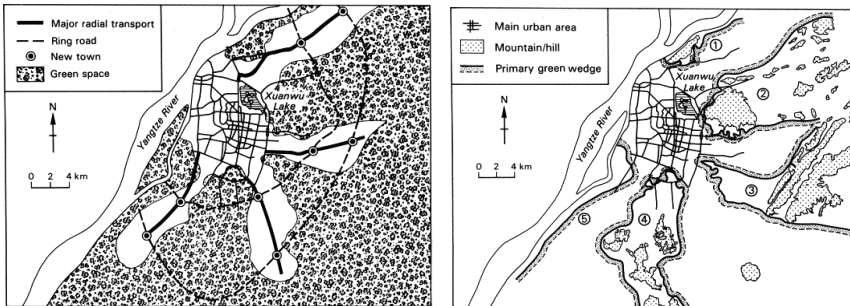 Major radial transport
Ring road
New town
Green space
Xuanwu
Lake
Yangtze River
N
0 2 4 km
Main urban area
Mountain/hill
Primary green wedge
①
Xuanwu
Lake
②
Yangtze River
N
0 2 4 km
③
④
⑤